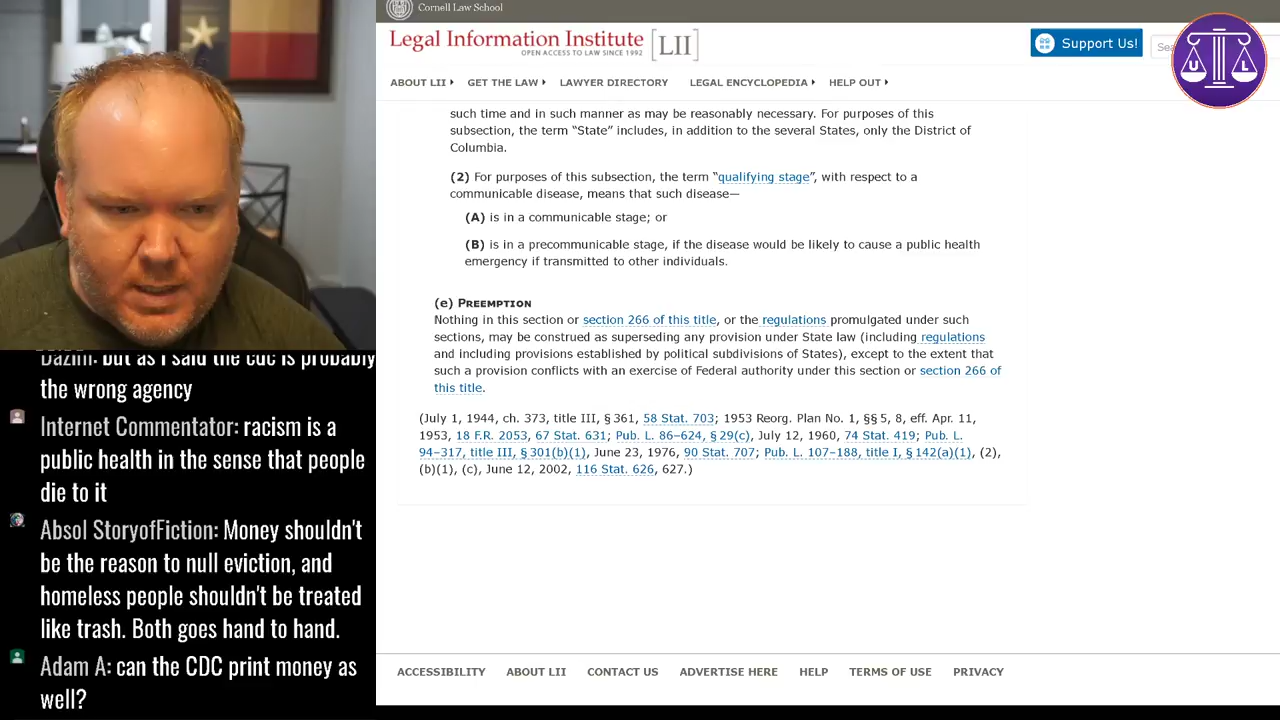 Cornell Law School
Legal Information Institute [LII]
OPEN ACCESS TO LAW SINCE 1992
Support Us!
Sea
U L
ABOUT LII
GET THE LAW
LAWYER DIRECTORY
LEGAL ENCYCLOPEDIA
HELP OUT
such time and in such manner as may be reasonably necessary. For purposes of this
subsection, the term “State” includes, in addition to the several States, only the District of
Columbia.
(2) For purposes of this subsection, the term “qualifying stage”, with respect to a
communicable disease, means that such disease—
(A) is in a communicable stage; or
(B) is in a precommunicable stage, if the disease would be likely to cause a public health
emergency if transmitted to other individuals.
(e) Preemption
Nothing in this section or section 266 of this title, or the regulations promulgated under such
sections, may be construed as superseding any provision under State law (including regulations
and including provisions established by political subdivisions of States), except to the extent that
such a provision conflicts with an exercise of Federal authority under this section or section 266 of
this title.
(July 1, 1944, ch. 373, title III, § 361, 58 Stat. 703; 1953 Reorg. Plan No. 1, §§ 5, 8, eff. Apr. 11,
1953, 18 F.R. 2053, 67 Stat. 631; Pub. L. 86–624, § 29(c), July 12, 1960, 74 Stat. 419; Pub. L.
94–317, title III, § 301(b)(1), June 23, 1976, 90 Stat. 707; Pub. L. 107–188, title I, § 142(a)(1), (2),
(b)(1), (c), June 12, 2002, 116 Stat. 626, 627.)
ACCESSIBILITY
ABOUT LII
CONTACT US
ADVERTISE HERE
HELP
TERMS OF USE
PRIVACY
but as I said the cdc is probably
the wrong agency
Internet Commentator: racism is a
public health in the sense that people
die to it
Absol StoryofFiction: Money shouldn't
be the reason to null eviction, and
homeless people shouldn't be treated
like trash. Both goes hand to hand.
Adam A: can the CDC print money as
well?